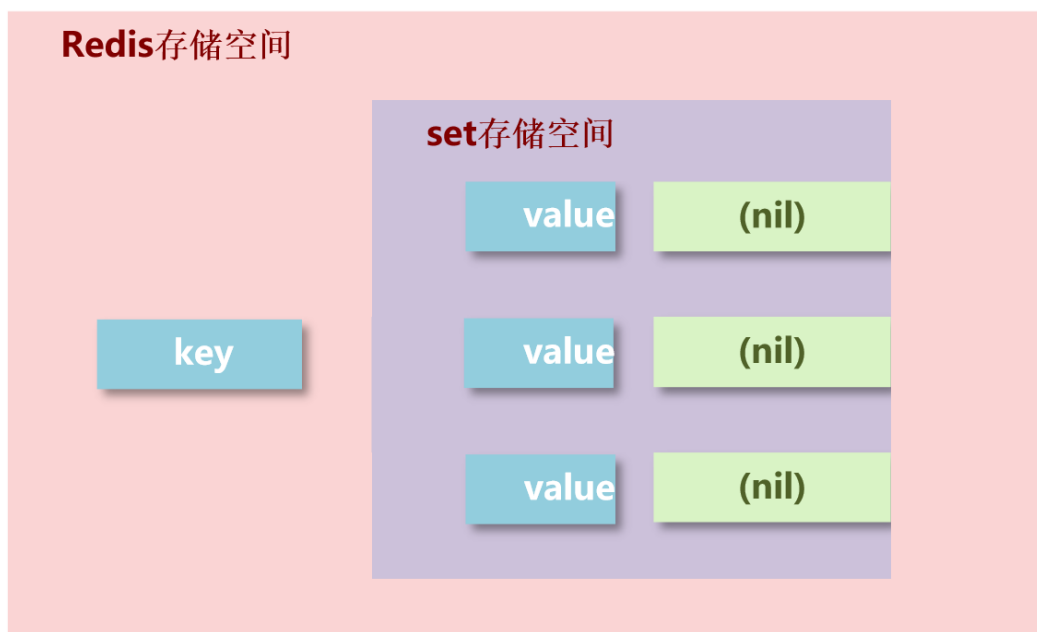 Redis存储空间
set存储空间
value (nil)
key value (nil)
value (nil)